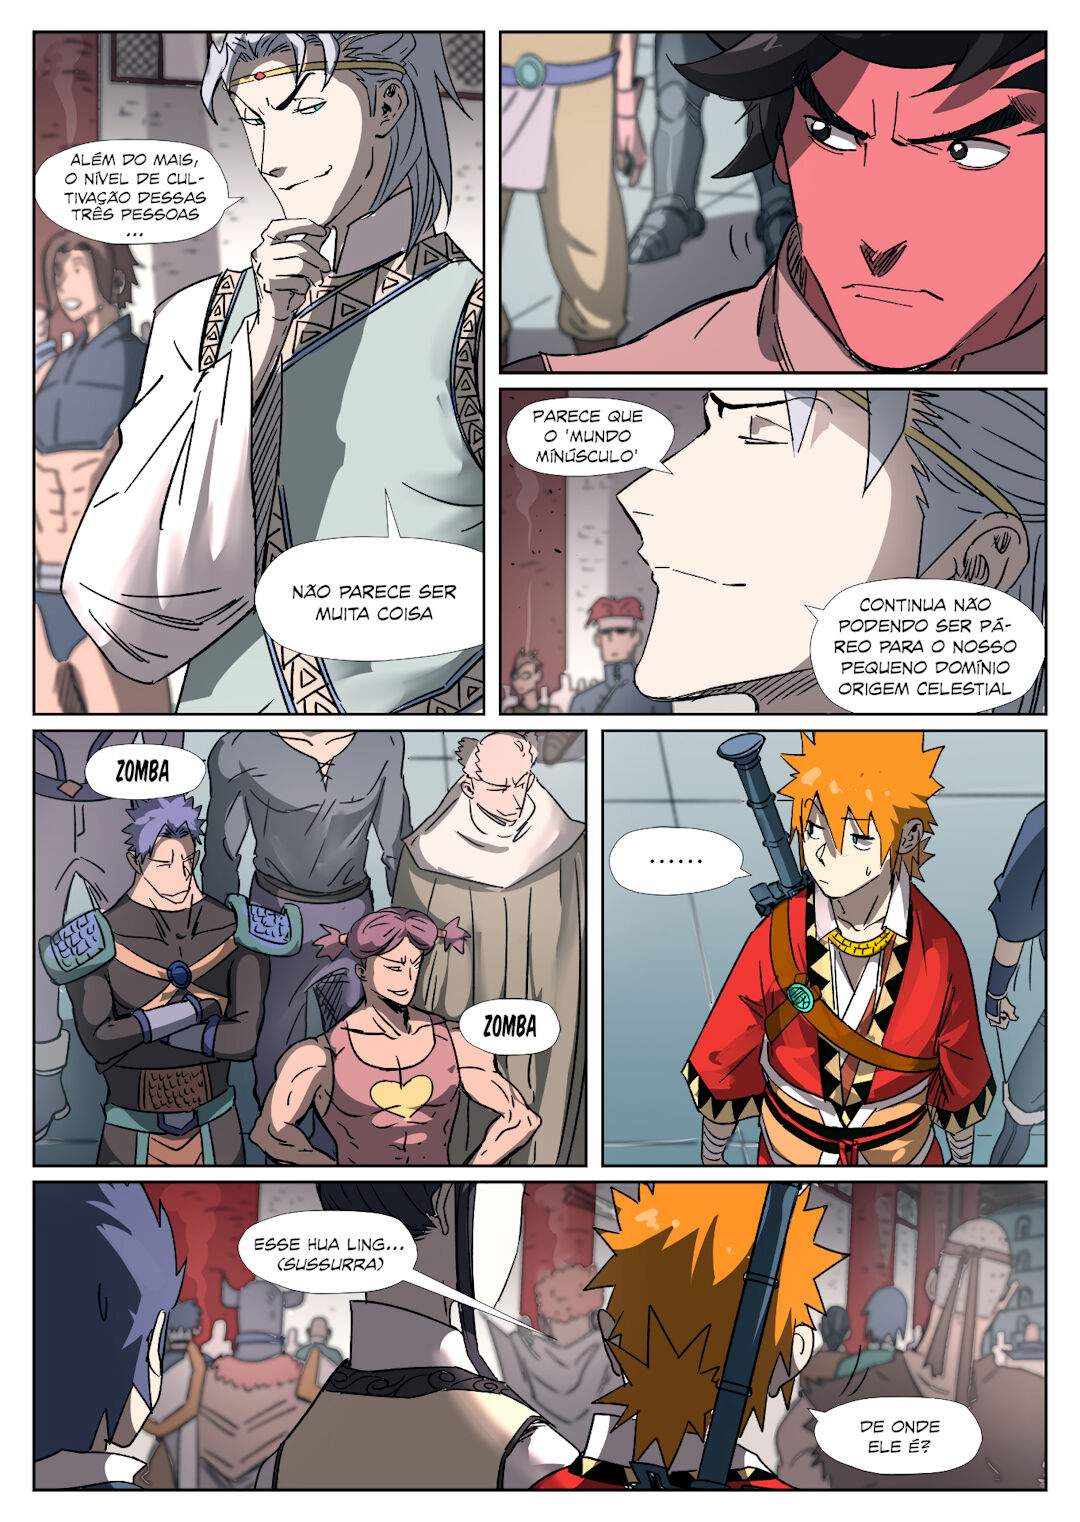 ALÉM DO MAIS,
O NÍVEL DE CUL-
TIVAÇÃO DESSAS
TRÊS PESSOAS
...
NÃO PARECE SER
MUITA COISA
PARECE QUE
O 'MUNDO
MÍNÚSCULO'
CONTINUA NÃO
PODENDO SER PÁ-
REO PARA O NOSSO
PEQUENO DOMÍNIO
ORIGEM CELESTIAL
ZOMBA
ZOMBA
......
ESSE HUA LING...
(SUSSURRA)
DE ONDE
ELE É?